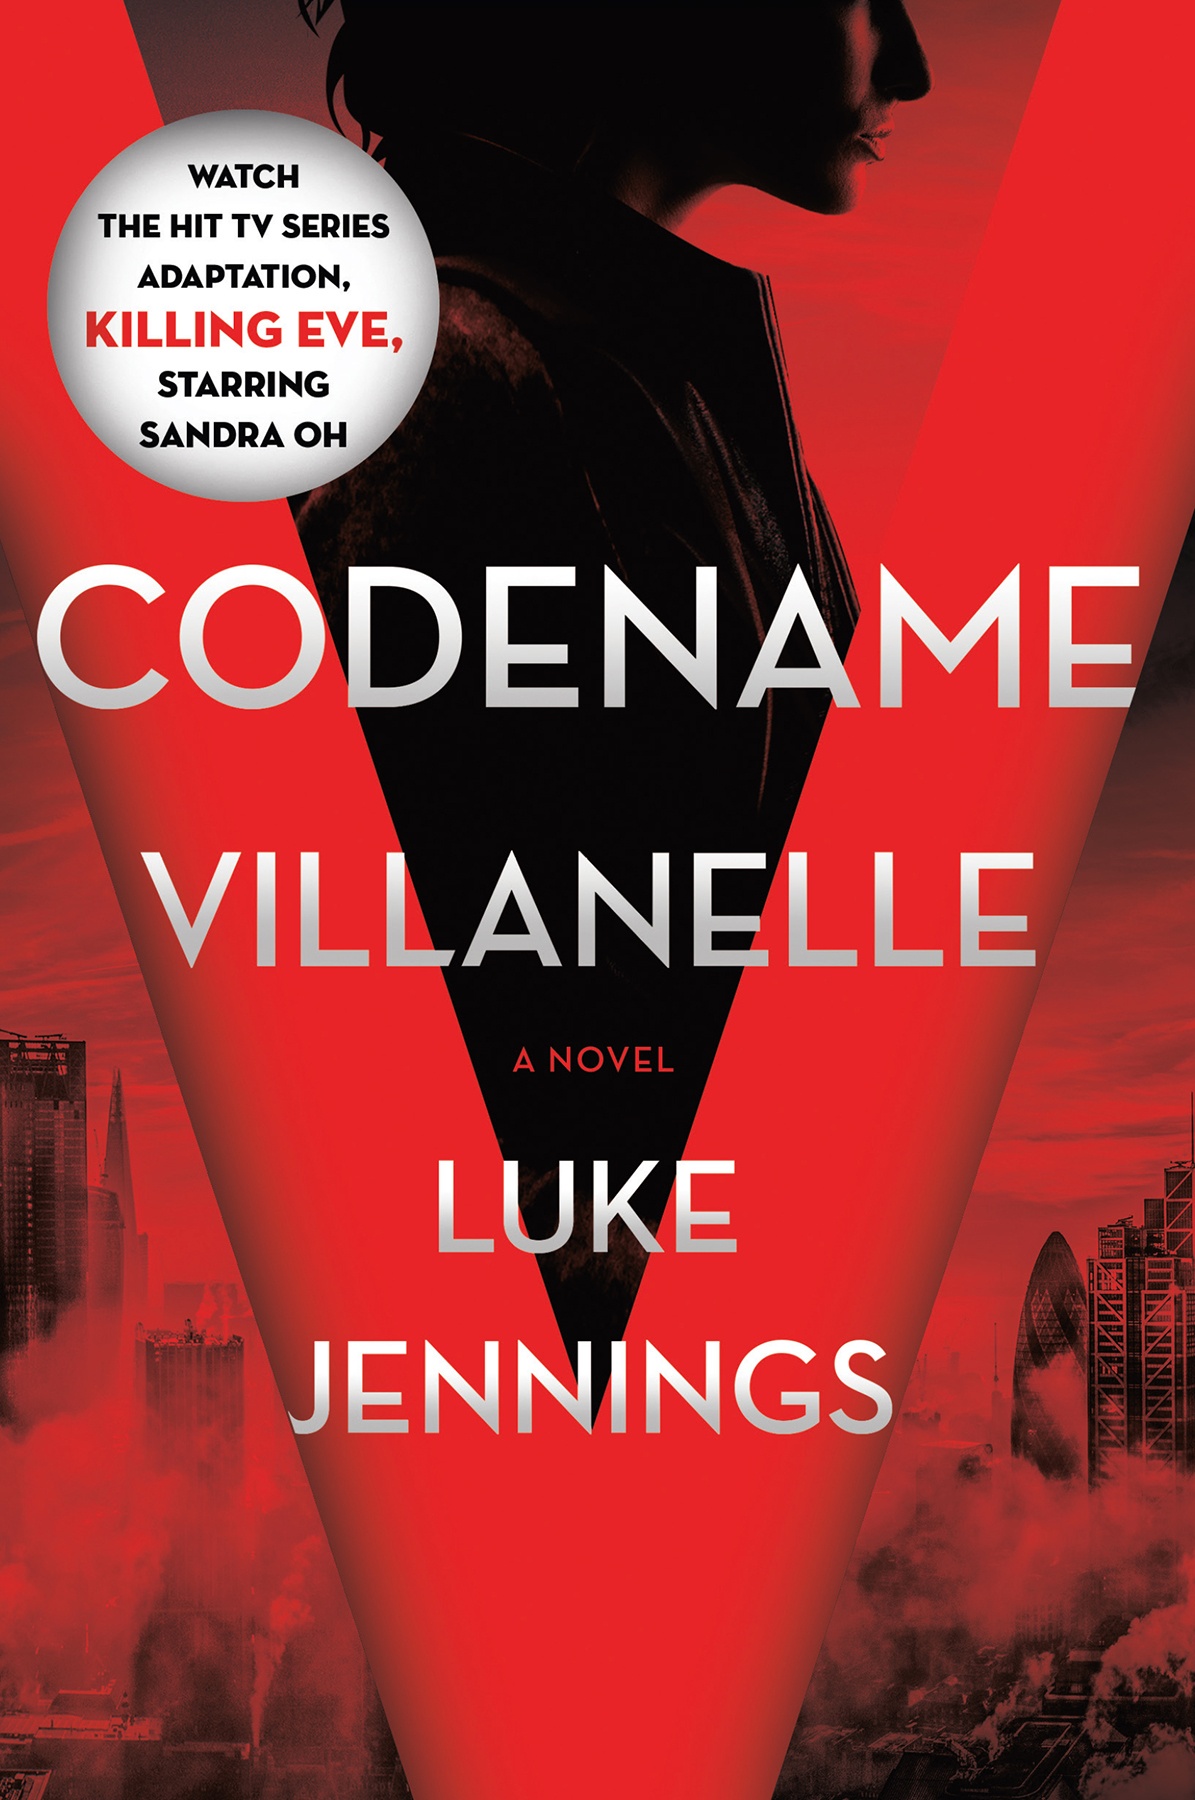 WATCH
THE HIT TV SERIES
ADAPTATION,
KILLING EVE,
STARRING
SANDRA OH
CODENAME
VILLANELLE
A NOVEL
LUKE
JENNINGS